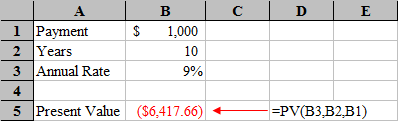 A B C D E
1 Payment $ 1,000
2 Years 10
3 Annual Rate 9%
4
5 Present Value ($6,417.66) =PV(B3,B2,B1)